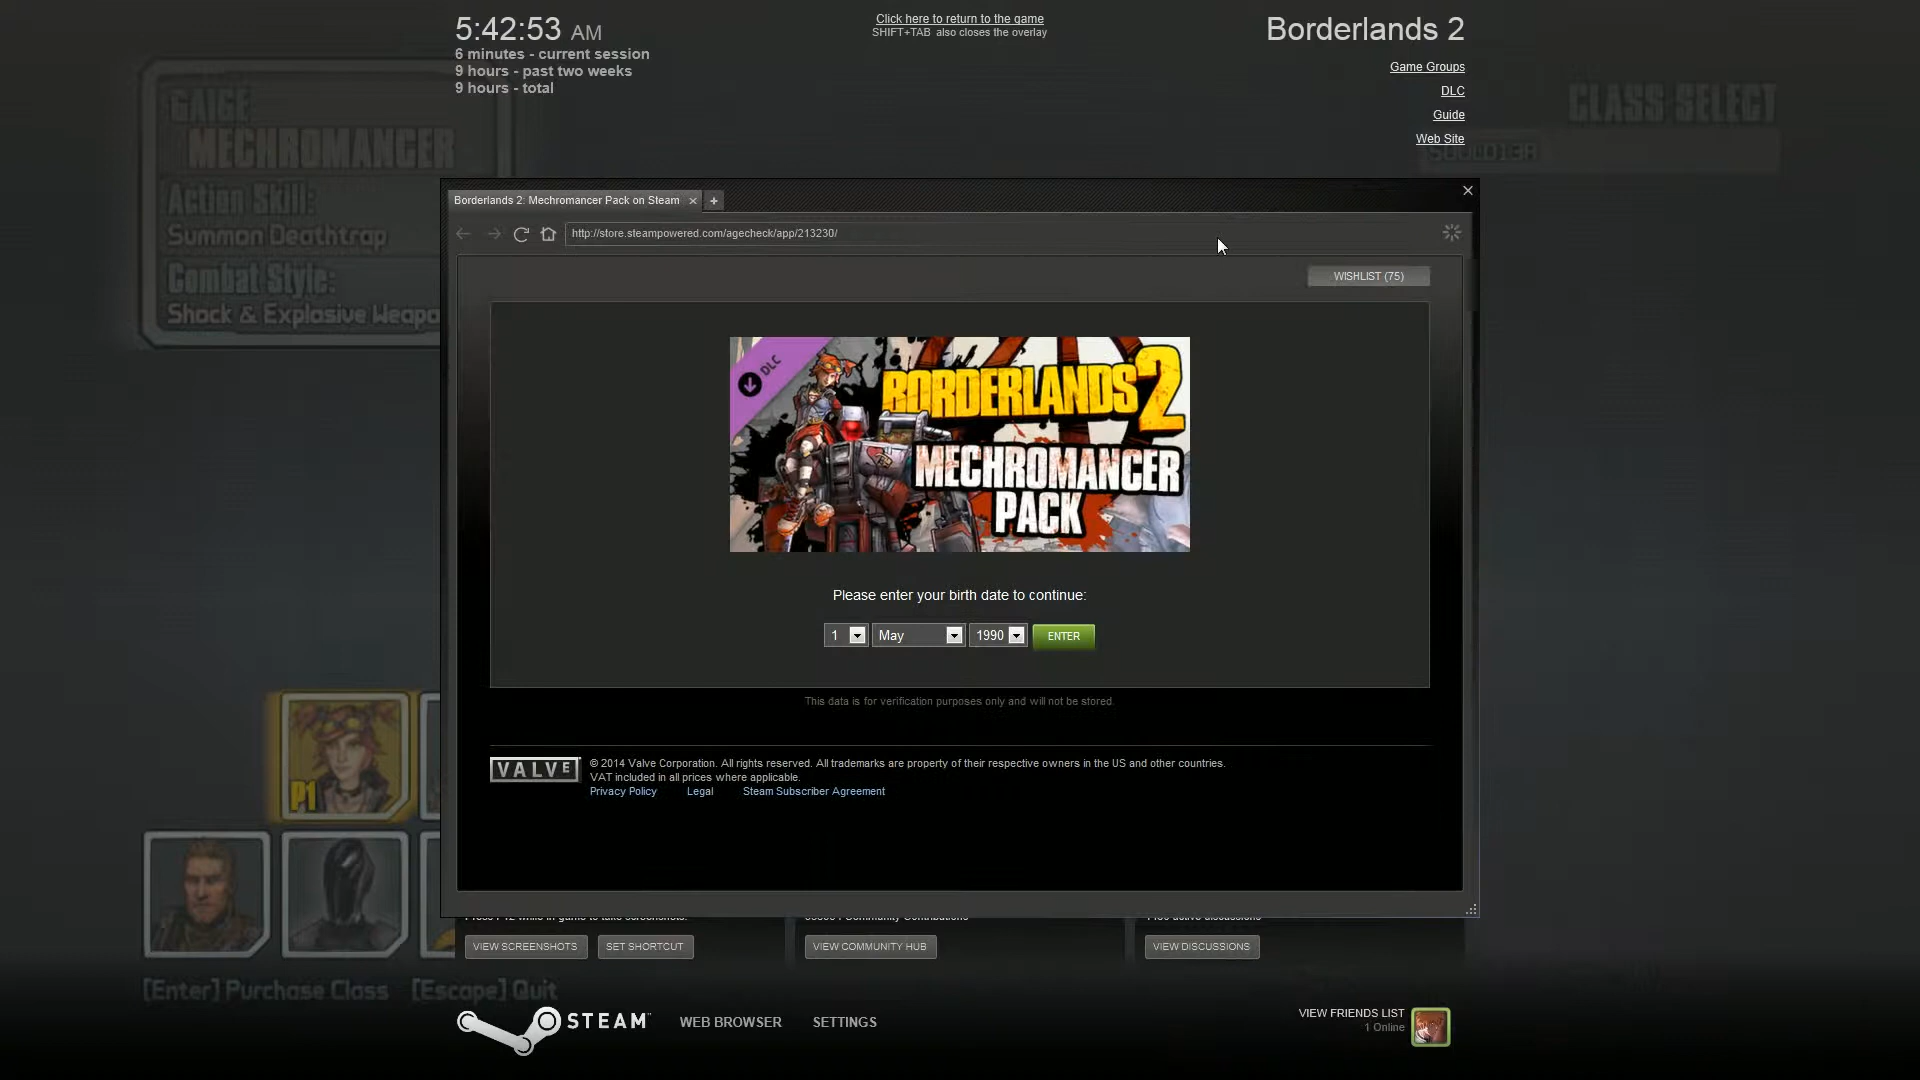 5:42:53 AM
6 minutes - current session
9 hours - past two weeks
9 hours - total
Click here to return to the game
SHIFT+TAB also closes the overlay
Borderlands 2
Game Groups
DLC
Guide
Web Site
GAIGE
MECHROMANCER
Action Skill:
Summon Deathtrap
Combat Style:
Shock & Explosive Weapo
CLASS SELECT
Borderlands 2: Mechromancer Pack on Steam
http://store.steampowered.com/agecheck/app/213230/
WISHLIST (75)
DLC
BORDERLANDS 2
MECHROMANCER
PACK
Please enter your birth date to continue:
1 May 1990 ENTER
This data is for verification purposes only and will not be stored.
VALVE
© 2014 Valve Corporation. All rights reserved. All trademarks are property of their respective owners in the US and other countries.
VAT included in all prices where applicable.
Privacy Policy Legal Steam Subscriber Agreement
P1
VIEW SCREENSHOTS SET SHORTCUT VIEW COMMUNITY HUB VIEW DISCUSSIONS
[Enter] Purchase Class [Escape] Quit
STEAM WEB BROWSER SETTINGS
VIEW FRIENDS LIST
1 Online